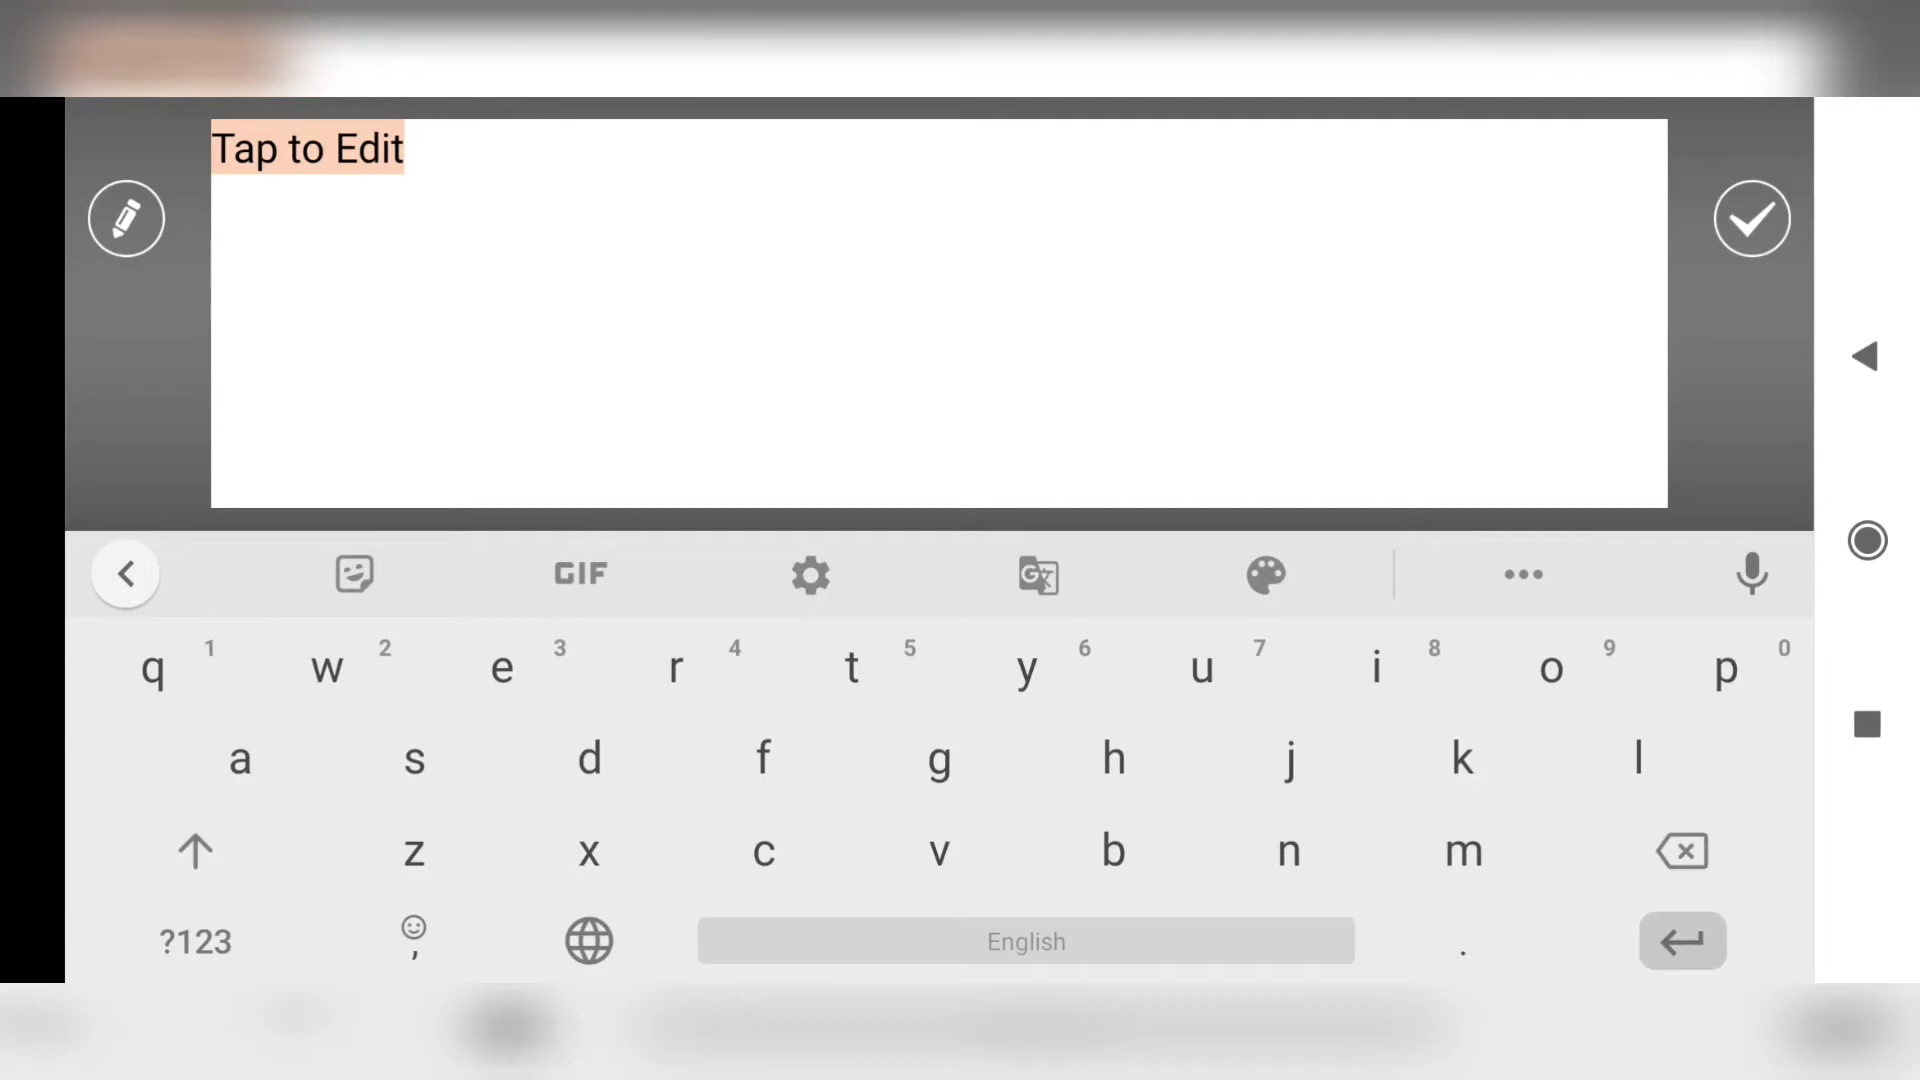 Tap to Edit
GIF
G
q 1 w 2 e 3 r 4 t 5 y 6 u 7 i 8 o 9 p 0
a s d f g h j k l
z x c v b n m
?123 , English .